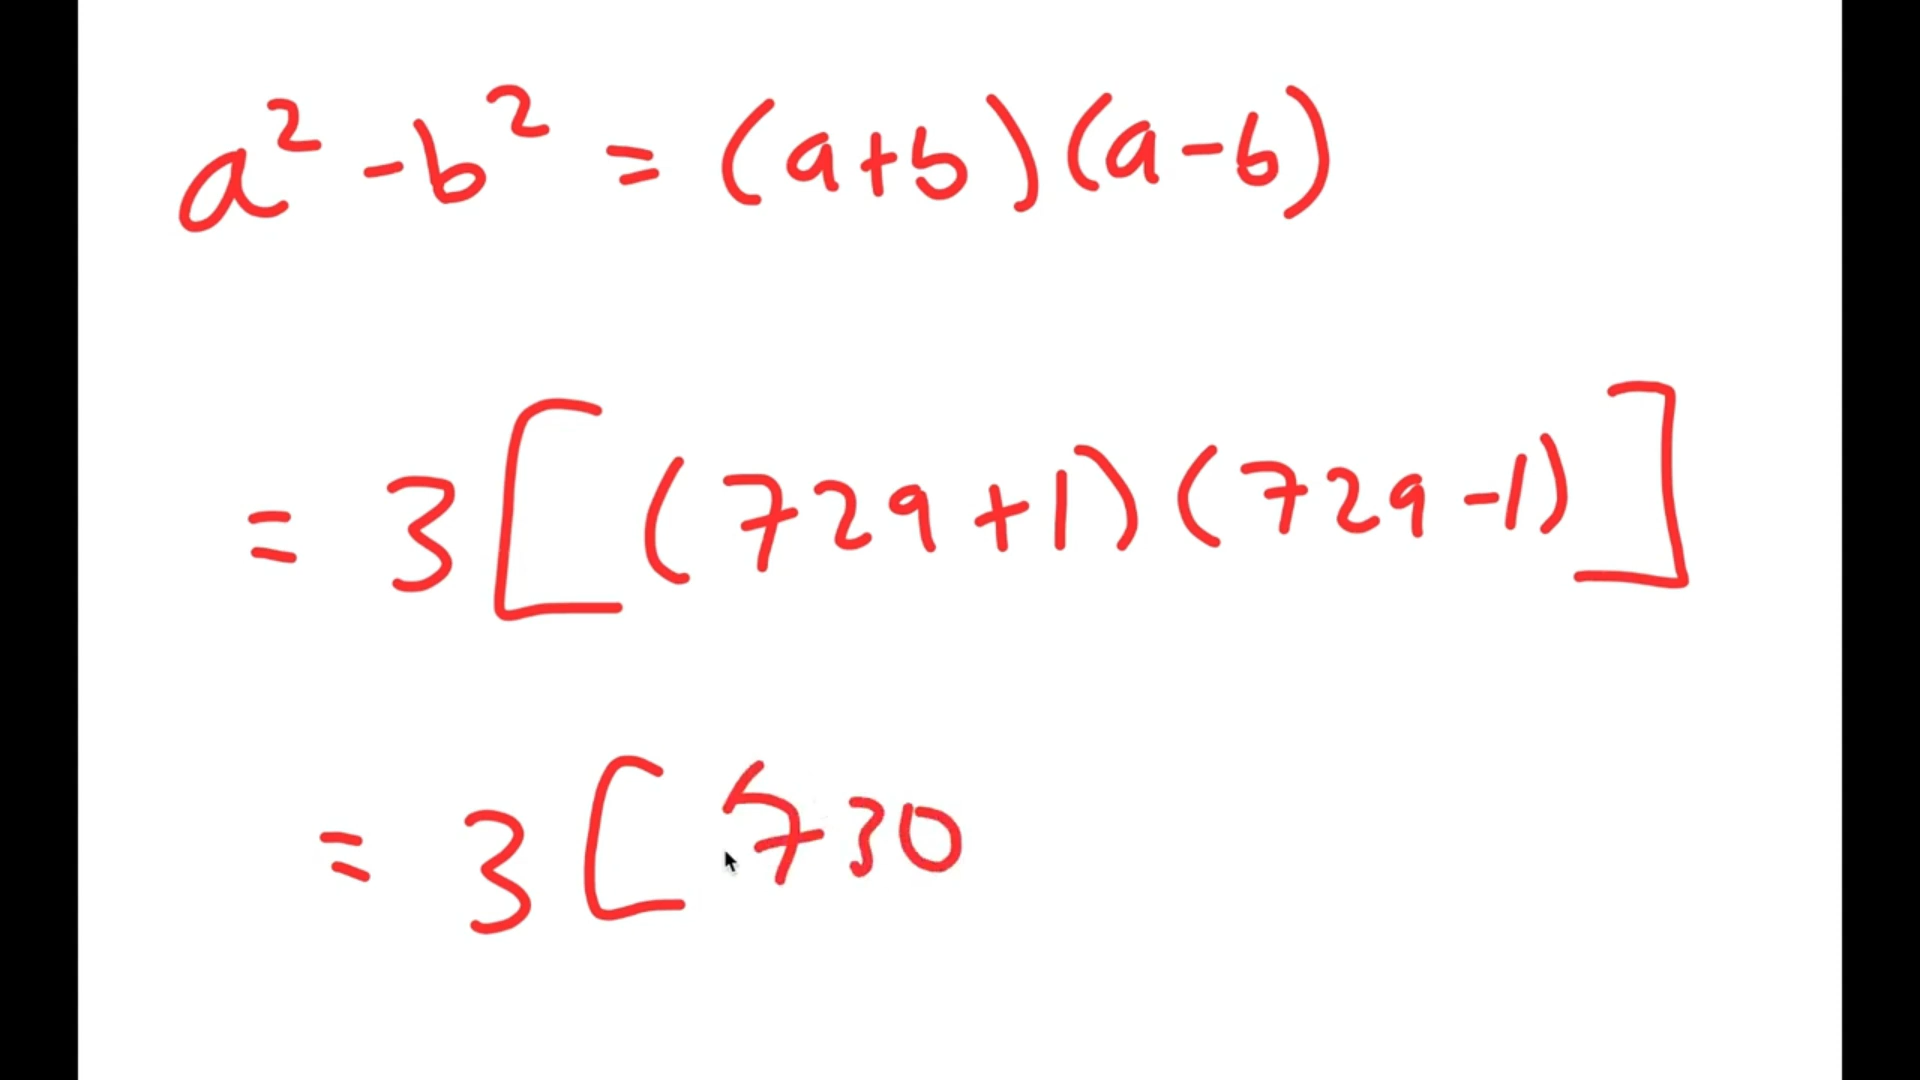 a² - b² = (a+b)(a-b)
= 3[(729+1)(729-1)]
= 3[730